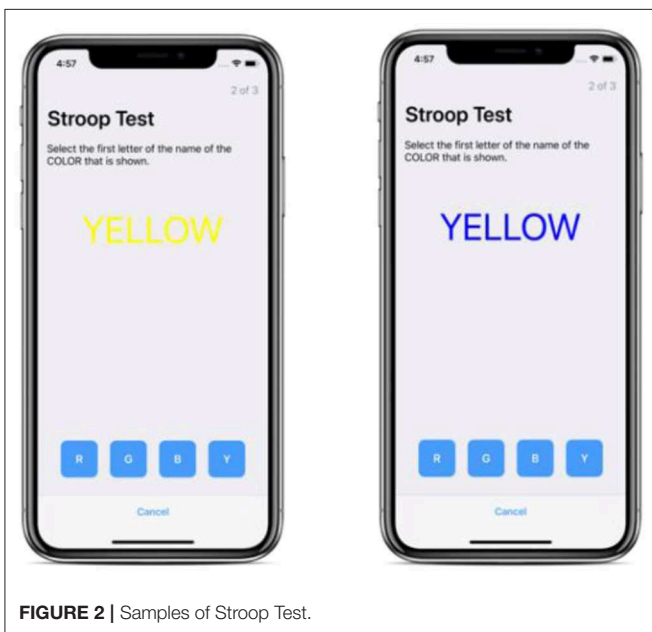 4:57
2 of 3
Stroop Test
Select the first letter of the name of the
COLOR that is shown.
YELLOW
R G B Y
Cancel
4:57
2 of 3
Stroop Test
Select the first letter of the name of the
COLOR that is shown.
YELLOW
R G B Y
Cancel
FIGURE 2 | Samples of Stroop Test.